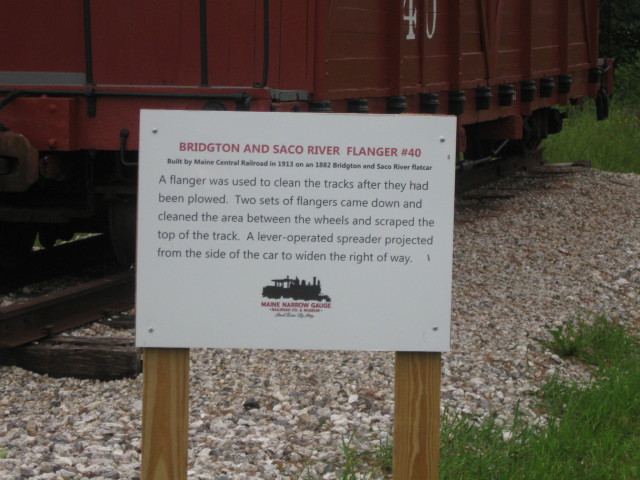 40
BRIDGTON AND SACO RIVER FLANGER #40
Built by Maine Central Railroad in 1913 on an 1882 Bridgton and Saco River flatcar
A flanger was used to clean the tracks after they had
been plowed. Two sets of flangers came down and
cleaned the area between the wheels and scraped the
top of the track. A lever-operated spreader projected
from the side of the car to widen the right of way.
MAINE NARROW GAUGE
RAILROAD CO. & MUSEUM